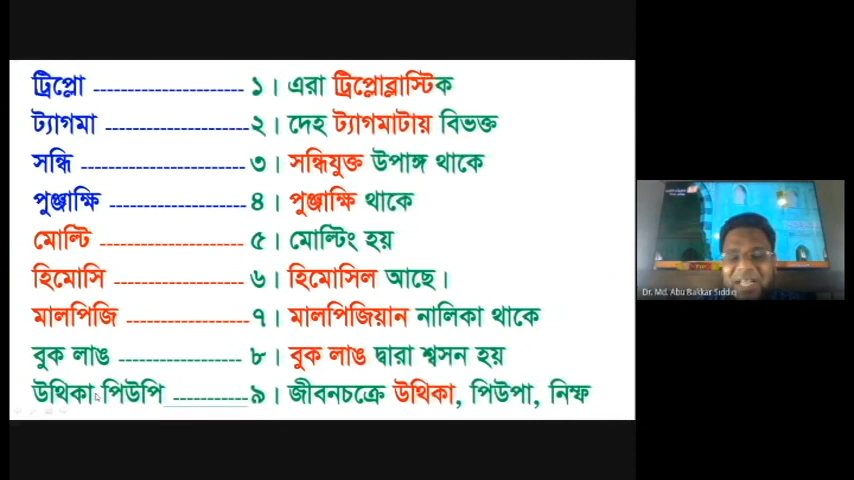 ট্রিপ্লো ----------------------- ১। এরা ট্রিপ্লোব্লাস্টিক
ট্যাগমা ----------------------২। দেহ ট্যাগমাটায় বিভক্ত
সন্ধি ------------------------- ৩। সন্ধিযুক্ত উপাঙ্গ থাকে
পুঞ্জাক্ষি --------------------- ৪। পুঞ্জাক্ষি থাকে
মোল্টি ---------------------- ৫। মোল্টিং হয়
হিমোসি -------------------- ৬। হিমোসিল আছে।
মালপিজি -------------------৭। মালপিজিয়ান নালিকা থাকে
বুক লাঙ ------------------- ৮। বুক লাঙ দ্বারা শ্বসন হয়
উথিকা পিউপি -----------৯। জীবনচক্রে উথিকা, পিউপা, নিম্ফ
Dr. Md. Abu Bakkar Siddiq